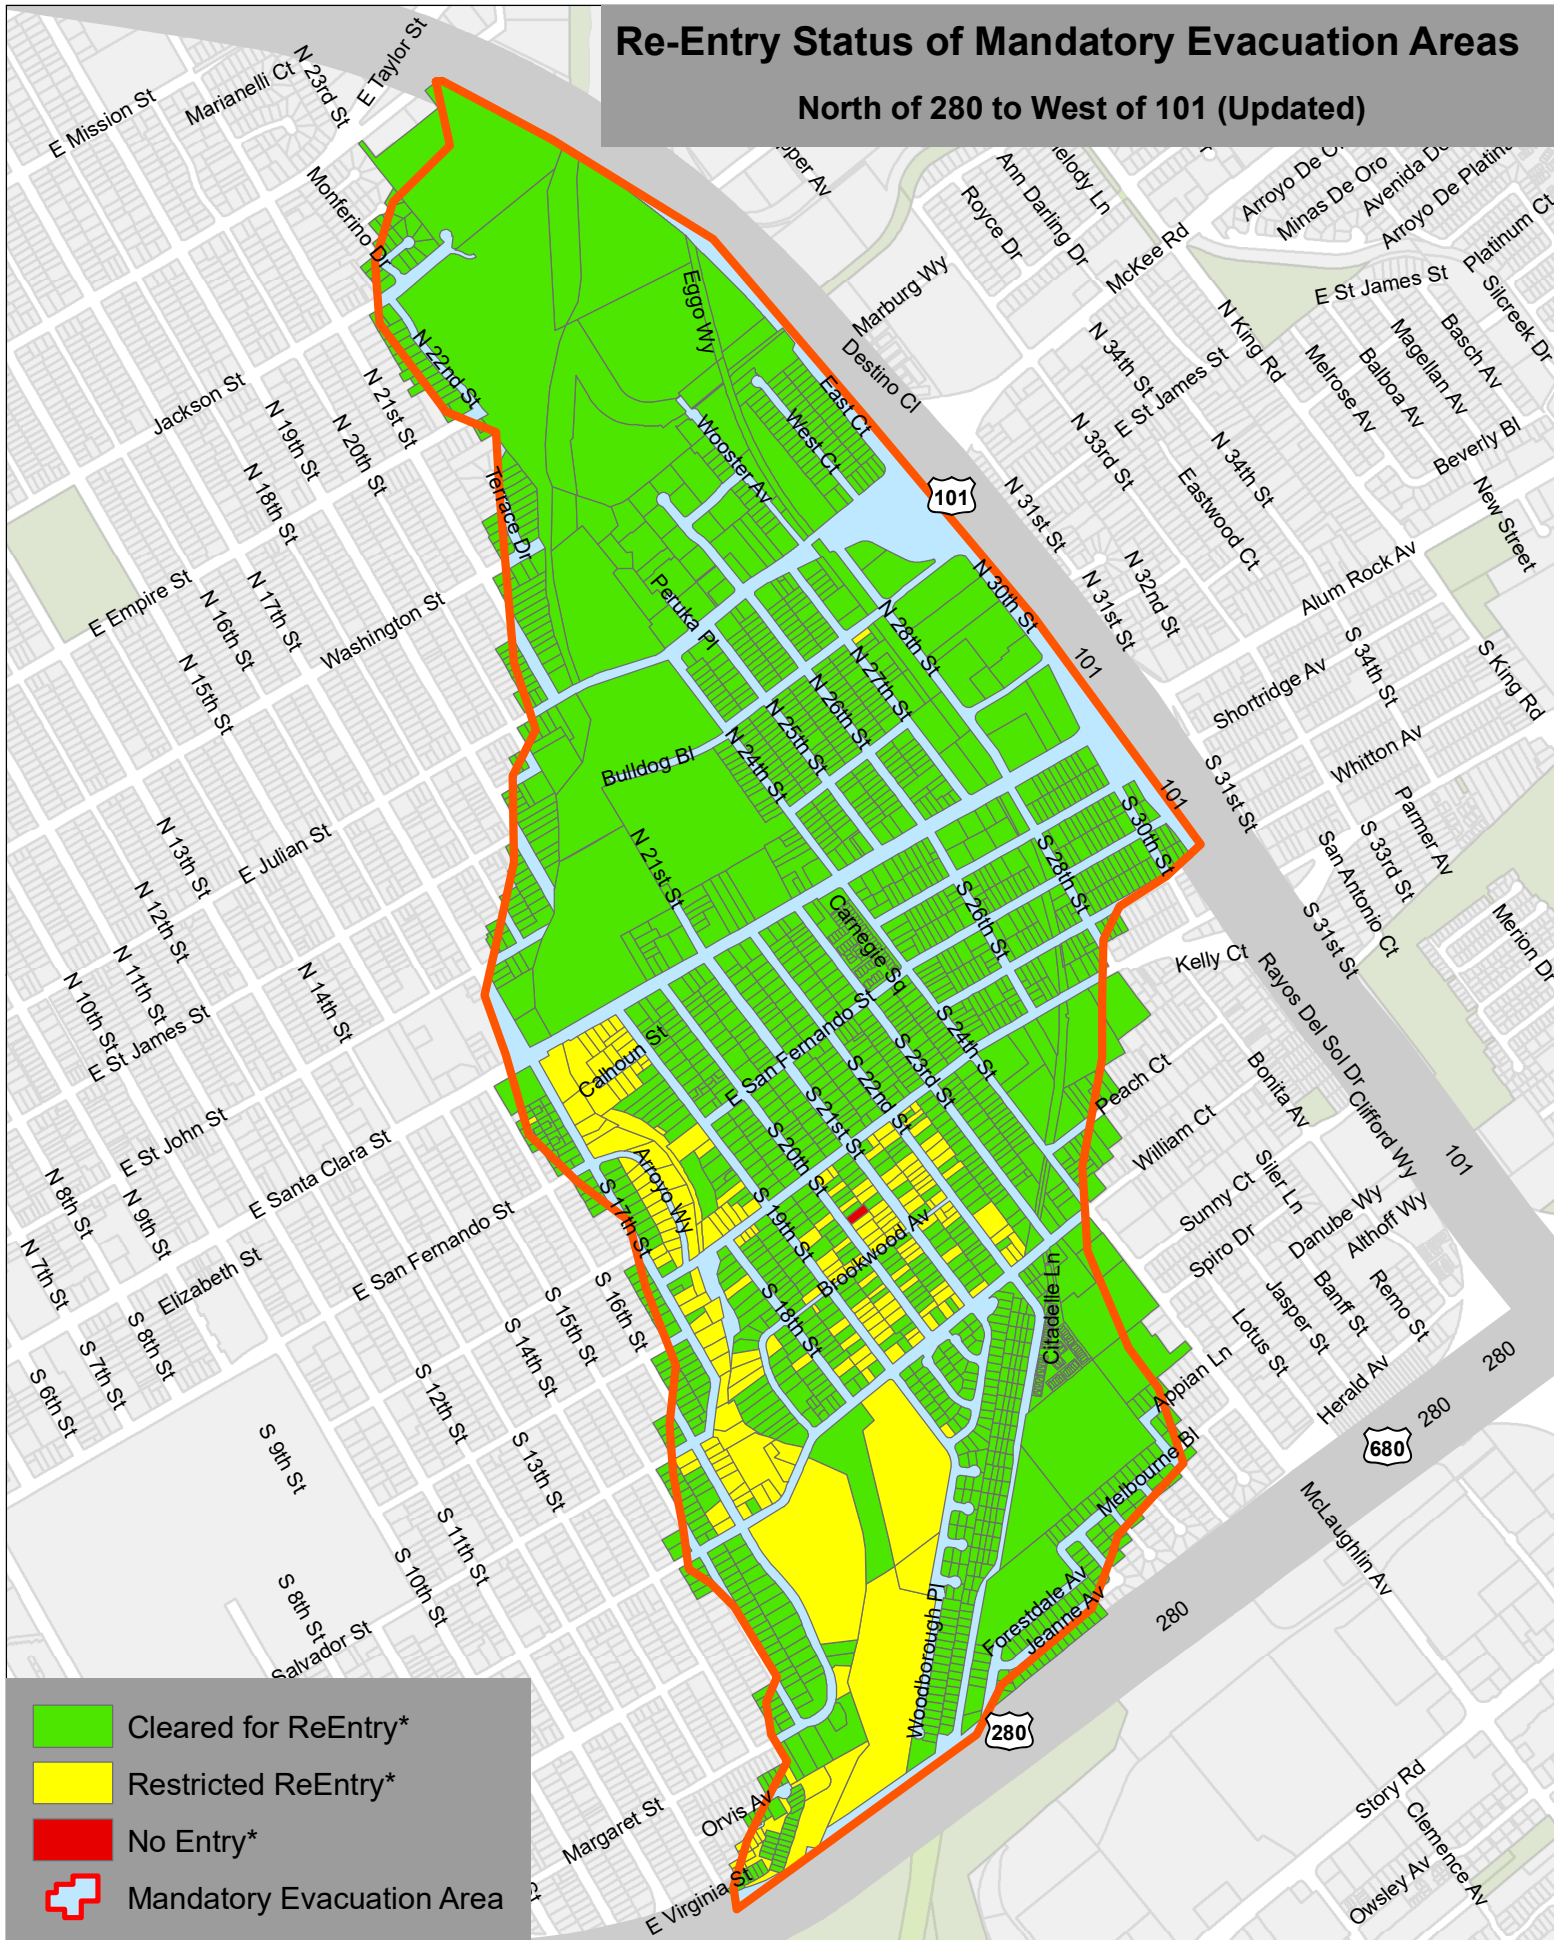 Re-Entry Status of Mandatory Evacuation Areas
North of 280 to West of 101 (Updated)
E Taylor St
N 23rd St
Marianelli Ct
E Mission St
Monferino Dr
Ann Darling Dr
Royce Dr
McKee Rd
Arroyo De
Minas De Oro
Avenida
Arroyo De Platina
Platinum Ct
E St James St
Silcreek Dr
Marburg Wy
Destino Cl
Eggo Wy
N King Rd
N 34th St
E St James St
Melrose Av
Balboa Av
Magellan Av
Basch Av
Beverly Bl
N 22nd St
East Ct
West Ct
Wooster Av
Jackson St
N 21st St
N 19th St
N 20th St
N 18th St
N 33rd St
N 34th St
Eastwood Ct
New Street
101
N 31st St
Terrace Dr
N 32nd St
N 31st St
Alum Rock Av
E Empire St
N 17th St
N 16th St
Washington St
N 15th St
Peruka Pl
N 30th St
N 28th St
N 27th St
N 26th St
N 25th St
N 24th St
101
S 34th St
S King Rd
Shortridge Av
Whitton Av
Bulldog Bl
101
S 31st St
Parmer Av
S 33rd St
San Antonio Ct
N 13th St
E Julian St
N 21st St
S 30th St
S 28th St
S 26th St
N 12th St
Carnegie Sq
Merion Dr
S 31st St
N 11th St
N 10th St
N 14th St
Kelly Ct
Rayos Del Sol Dr
E St James St
Calhoun St
E San Fernando St
S 24th St
S 23rd St
S 22nd St
S 21st St
S 20th St
Peach Ct
Bonita Av
Clifford Wy
101
E St John St
E Santa Clara St
William Ct
N 8th St
N 9th St
Arroyo Wy
S 17th St
S 19th St
Brookwood Av
Siler Ln
Sunny Ct
Danube Wy
Althoff Wy
Spiro Dr
N 7th St
Elizabeth St
E San Fernando St
S 16th St
S 15th St
S 14th St
S 18th St
Citadelle Ln
Banff St
Remo St
Jasper St
Lotus St
Herald Av
S 8th St
S 7th St
S 6th St
Appian Ln
280
280
680
S 12th St
S 13th St
S 9th St
Melbourne Bl
McLaughlin Av
S 11th St
S 10th St
S 8th St
Salvador St
Forestdale Av
Jeanne Av
280
Woodborough Pl
280
Margaret St
Orvis Av
E Virginia St
Story Rd
Clemence Av
Owsley Av
Cleared for ReEntry*
Restricted ReEntry*
No Entry*
Mandatory Evacuation Area